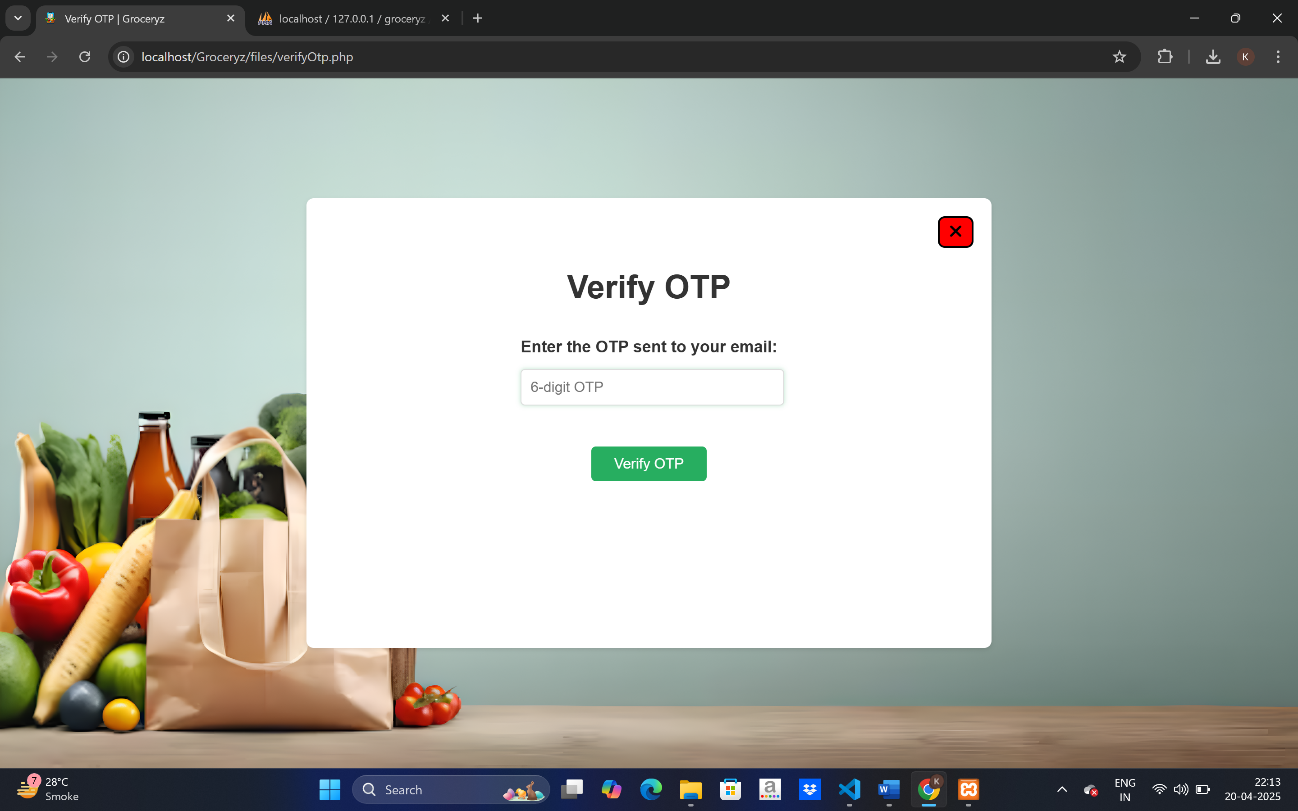 Verify OTP | Groceryz
localhost / 127.0.0.1 / groceryz
localhost/Groceryz/files/verifyOtp.php
K
Verify OTP
Enter the OTP sent to your email:
6-digit OTP
Verify OTP
7
28°C
Smoke
Search
a
W
K
ENG
IN
22:13
20-04-2025